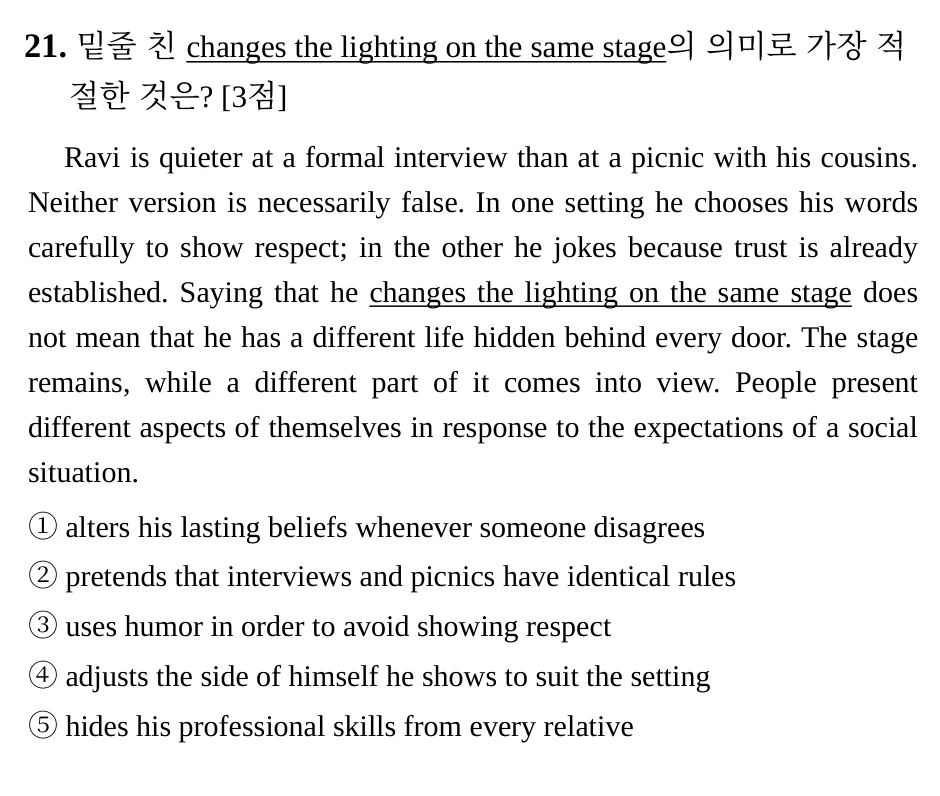 21. 밑줄 친 changes the lighting on the same stage의 의미로 가장 적
절한 것은? [3점]
Ravi is quieter at a formal interview than at a picnic with his cousins.
Neither version is necessarily false. In one setting he chooses his words
carefully to show respect; in the other he jokes because trust is already
established. Saying that he changes the lighting on the same stage does
not mean that he has a different life hidden behind every door. The stage
remains, while a different part of it comes into view. People present
different aspects of themselves in response to the expectations of a social
situation.
① alters his lasting beliefs whenever someone disagrees
② pretends that interviews and picnics have identical rules
③ uses humor in order to avoid showing respect
④ adjusts the side of himself he shows to suit the setting
⑤ hides his professional skills from every relative